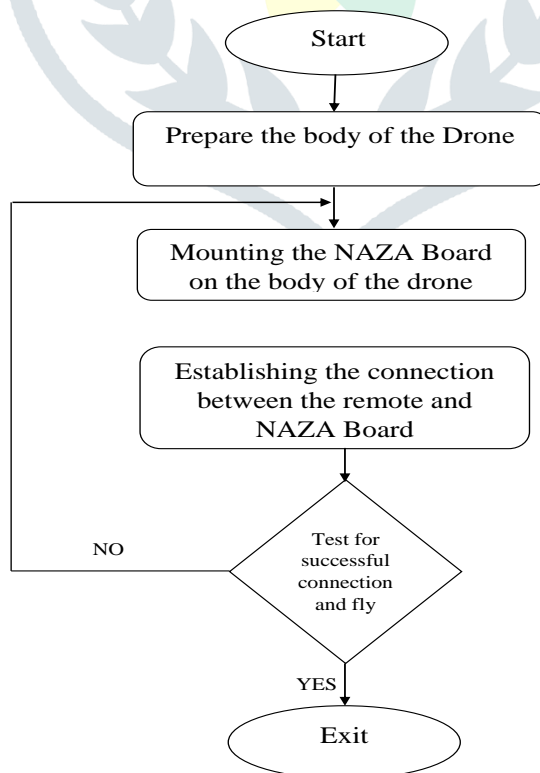 Start
Prepare the body of the Drone
Mounting the NAZA Board
on the body of the drone
Establishing the connection
between the remote and
NAZA Board
Test for
successful
connection
and fly
NO
YES
Exit